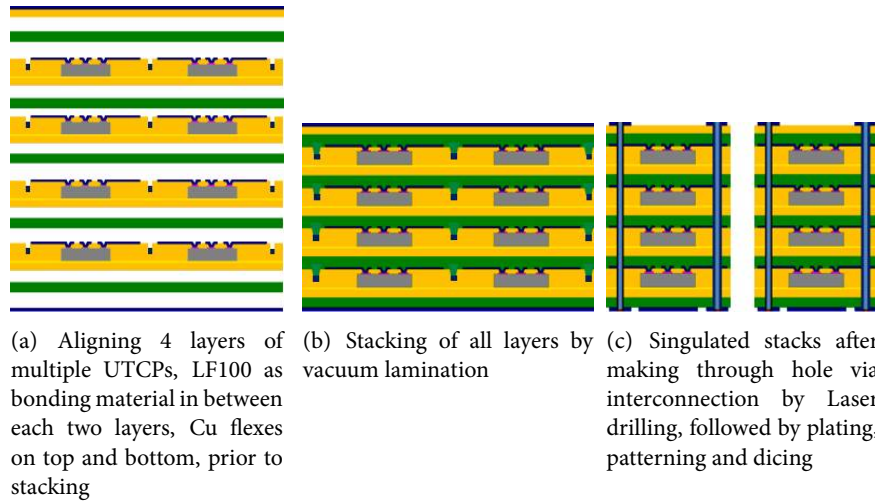 (a) Aligning 4 layers of
multiple UTCPs, LF100 as
bonding material in between
each two layers, Cu flexes
on top and bottom, prior to
stacking
(b) Stacking of all layers by
vacuum lamination
(c) Singulated stacks after
making through hole via
interconnection by Laser
drilling, followed by plating,
patterning and dicing